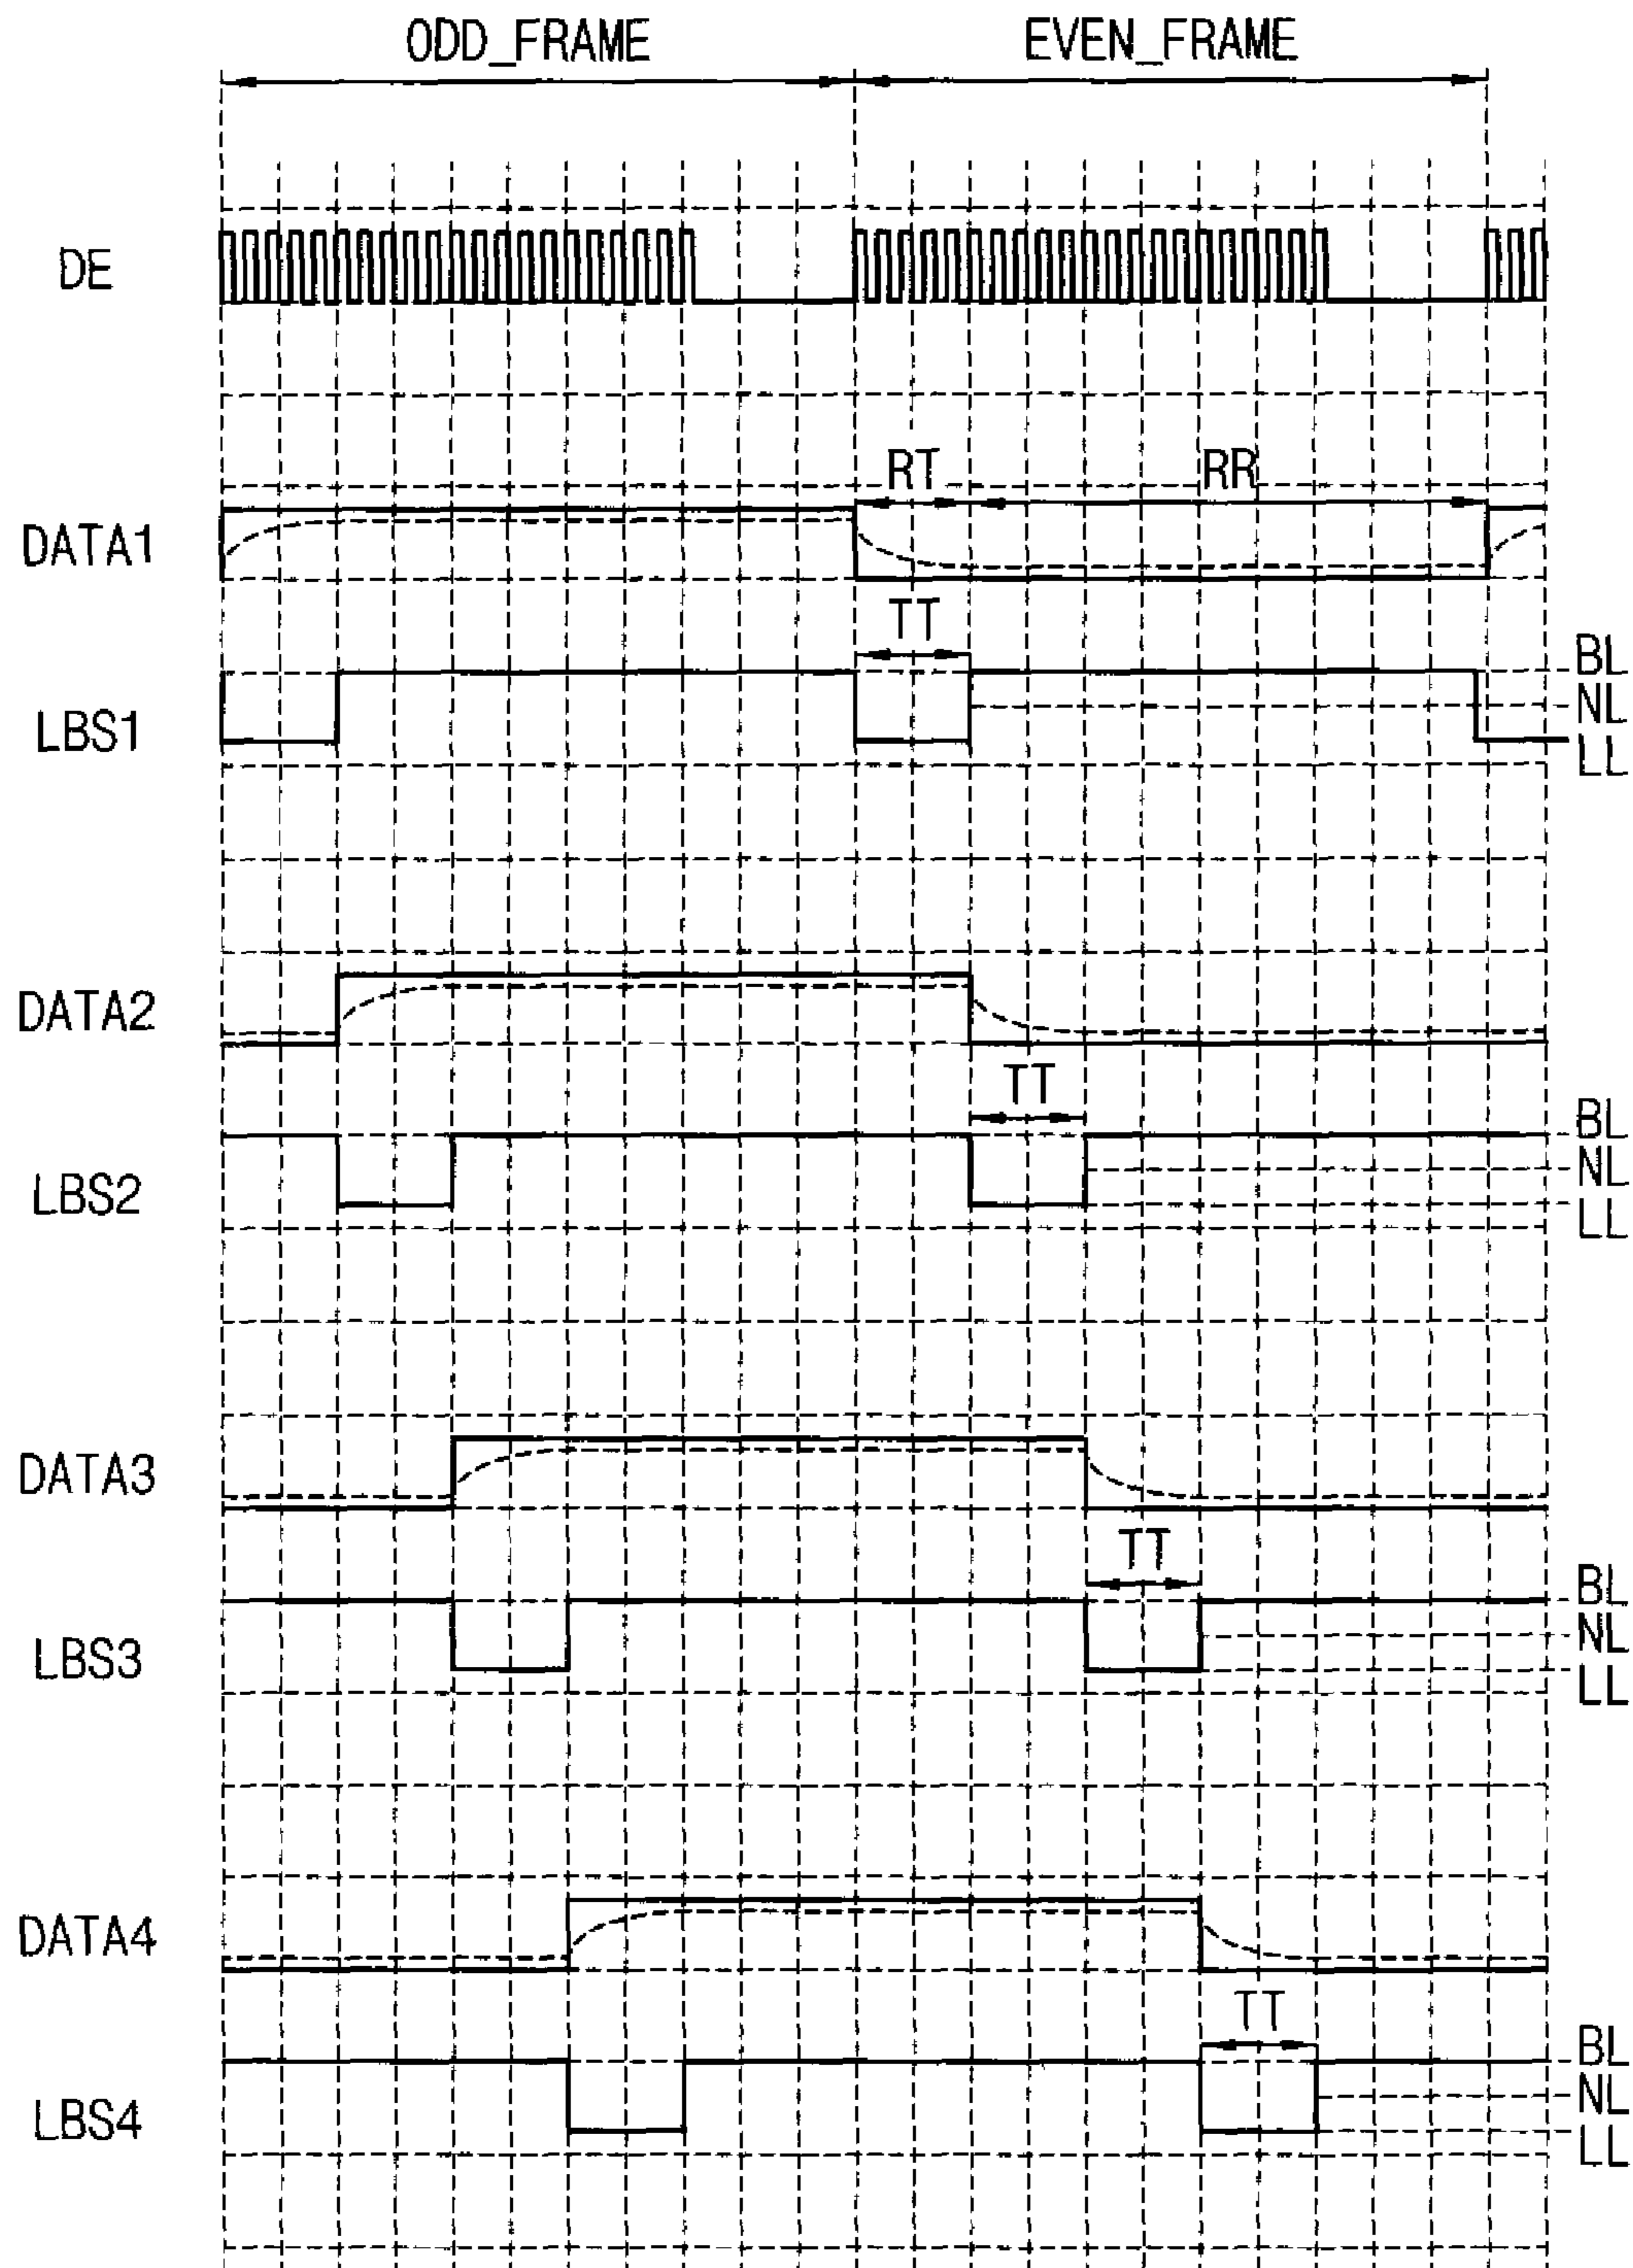 ODD_FRAME EVEN_FRAME
DE
RT RR
DATA1
TT
BL
LBS1 NL
LL
DATA2
TT
BL
LBS2 NL
LL
DATA3
TT
BL
LBS3 NL
LL
DATA4
TT
BL
LBS4 NL
LL